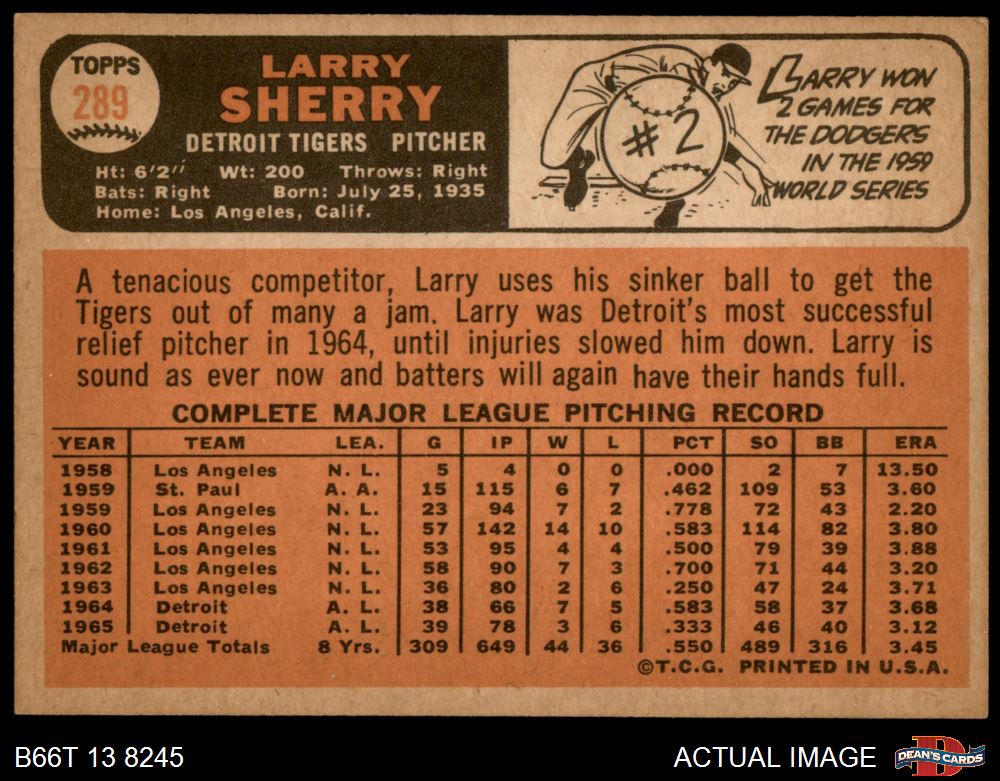 TOPPS
289
LARRY
SHERRY
DETROIT TIGERS PITCHER
Ht: 6'2" Wt: 200 Throws: Right
Bats: Right Born: July 25, 1935
Home: Los Angeles, Calif.
#2
LARRY WON
2 GAMES FOR
THE DODGERS
IN THE 1959
WORLD SERIES
A tenacious competitor, Larry uses his sinker ball to get the
Tigers out of many a jam. Larry was Detroit's most successful
relief pitcher in 1964, until injuries slowed him down. Larry is
sound as ever now and batters will again have their hands full.
COMPLETE MAJOR LEAGUE PITCHING RECORD
YEAR TEAM LEA. G IP W L PCT SO BB ERA
1958 Los Angeles N. L. 5 4 0 0 .000 2 7 13.50
1959 St. Paul A. A. 15 115 6 7 .462 109 53 3.60
1959 Los Angeles N. L. 23 94 7 2 .778 72 43 2.20
1960 Los Angeles N. L. 57 142 14 10 .583 114 82 3.80
1961 Los Angeles N. L. 53 95 4 4 .500 79 39 3.88
1962 Los Angeles N. L. 58 90 7 3 .700 71 44 3.20
1963 Los Angeles N. L. 36 80 2 6 .250 47 24 3.71
1964 Detroit A. L. 38 66 7 5 .583 58 37 3.68
1965 Detroit A. L. 39 78 3 6 .333 46 40 3.12
Major League Totals 8 Yrs. 309 649 44 36 .550 489 316 3.45
©T.C.G. PRINTED IN U.S.A.
B66T 13 8245
ACTUAL IMAGE
D
DEAN'S CARDS